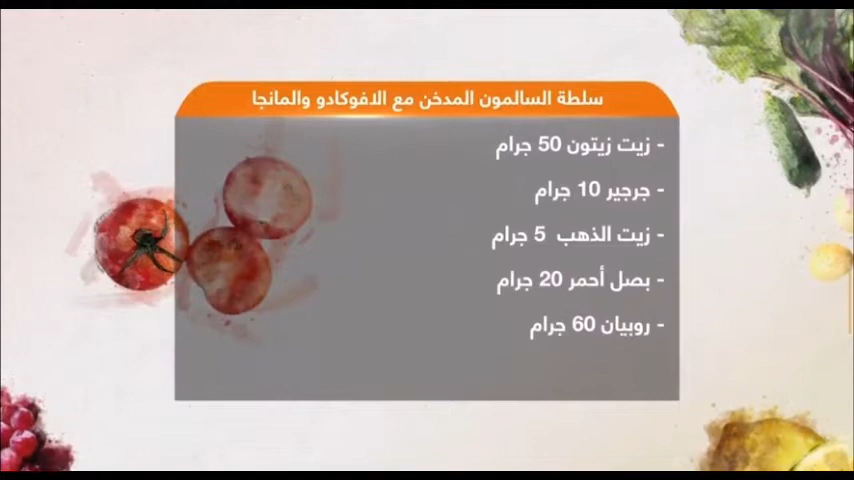 سلطة السالمون المدخن مع الافوكادو والمانجا
- زيت زيتون 50 جرام
- جرجير 10 جرام
- زيت الذهب 5 جرام
- بصل أحمر 20 جرام
- روبيان 60 جرام